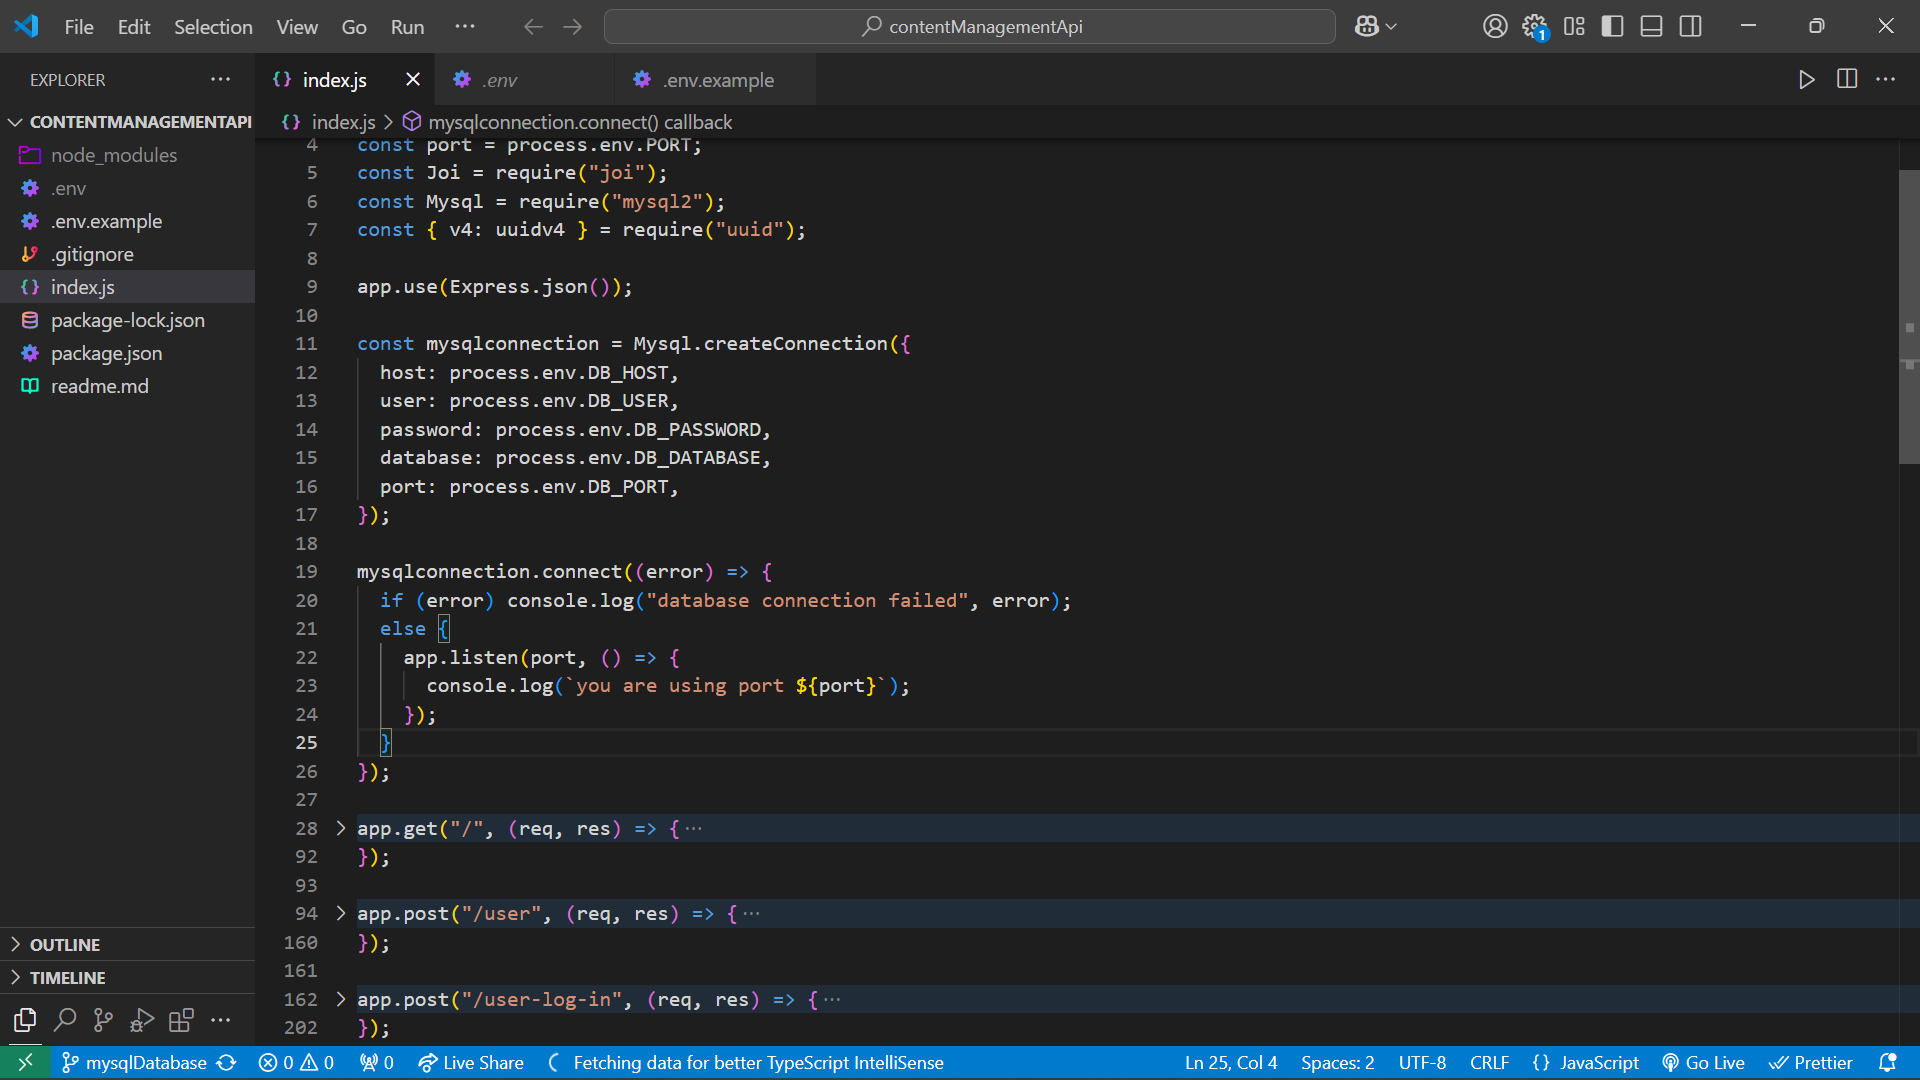 File Edit Selection View Go Run ··· contentManagementApi 1
EXPLORER ···
index.js .env .env.example ···
CONTENTMANAGEMENTAPI
node_modules
.env
.env.example
.gitignore
index.js
package-lock.json
package.json
readme.md
OUTLINE
TIMELINE
{} index.js > mysqlconnection.connect() callback
4 const port = process.env.PORT;
5 const Joi = require("joi");
6 const Mysql = require("mysql2");
7 const { v4: uuidv4 } = require("uuid");
8
9 app.use(Express.json());
10
11 const mysqlconnection = Mysql.createConnection({
12 host: process.env.DB_HOST,
13 user: process.env.DB_USER,
14 password: process.env.DB_PASSWORD,
15 database: process.env.DB_DATABASE,
16 port: process.env.DB_PORT,
17 });
18
19 mysqlconnection.connect((error) => {
20 if (error) console.log("database connection failed", error);
21 else {
22 app.listen(port, () => {
23 console.log(`you are using port ${port}`);
24 });
25 }
26 });
27
28 app.get("/", (req, res) => {···
92 });
93
94 app.post("/user", (req, res) => {···
160 });
161
162 app.post("/user-log-in", (req, res) => {···
202 });
mysqlDatabase 0 0 0 Live Share Fetching data for better TypeScript IntelliSense Ln 25, Col 4 Spaces: 2 UTF-8 CRLF {} JavaScript Go Live Prettier